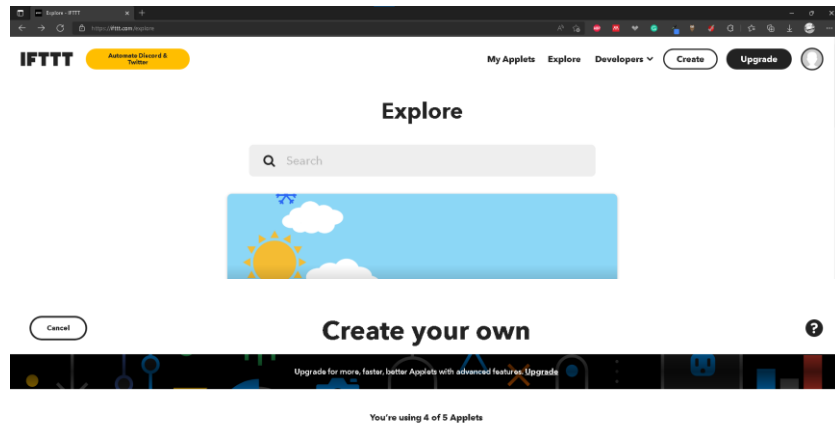 Explore - IFTTT
https://ifttt.com/explore
IFTTT
Automate Discord &
Twitter
My Applets Explore Developers Create Upgrade
Explore
Search
Cancel
Create your own
?
Upgrade for more, faster, better Applets with advanced features. Upgrade
You're using 4 of 5 Applets